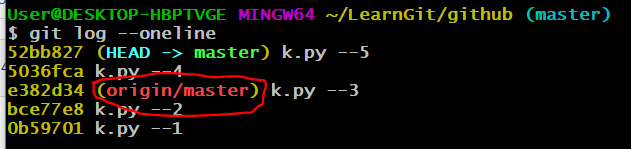 User@DESKTOP-HBPTVGE MINGW64 ~/LearnGit/github (master)
$ git log --oneline
52bb827 (HEAD -> master) k.py --5
5036fca k.py --4
e382d34 (origin/master) k.py --3
bce77e8 k.py --2
0b59701 k.py --1